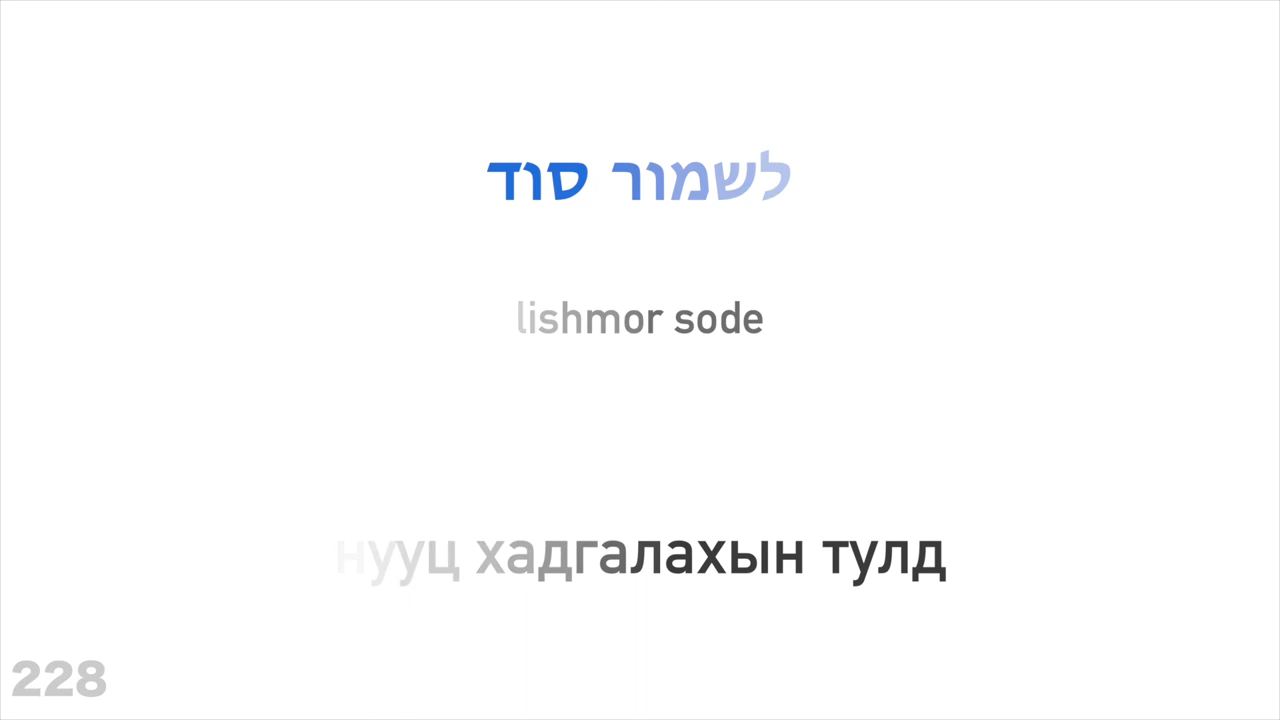 לשמור סוד
lishmor sode
нууц хадгалахын тулд
228